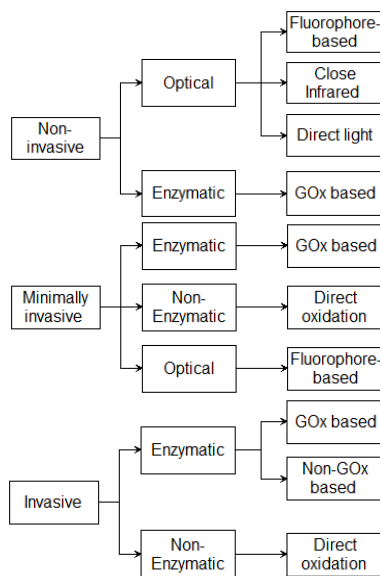 Fluorophore-
based
Optical
Close
Infrared
Non-
invasive
Direct light
Enzymatic
GOx based
Enzymatic
GOx based
Minimally
invasive
Non-
Enzymatic
Direct
oxidation
Optical
Fluorophore-
based
GOx based
Enzymatic
Non-GOx
based
Invasive
Non-
Enzymatic
Direct
oxidation